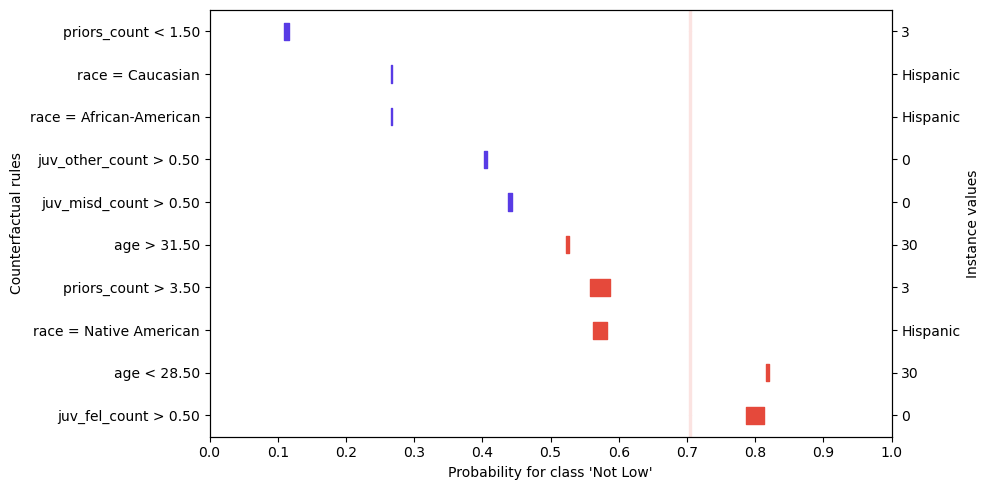 priors_count < 1.50
3
race = Caucasian
Hispanic
race = African-American
Hispanic
juv_other_count > 0.50
0
juv_misd_count > 0.50
0
age > 31.50
30
priors_count > 3.50
3
race = Native American
Hispanic
age < 28.50
30
juv_fel_count > 0.50
0
Counterfactual rules
Instance values
0.0 0.1 0.2 0.3 0.4 0.5 0.6 0.7 0.8 0.9 1.0
Probability for class 'Not Low'